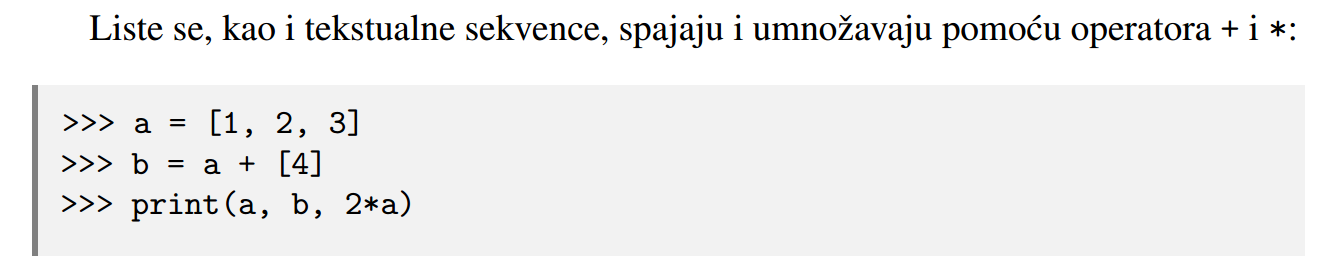 Liste se, kao i tekstualne sekvence, spajaju i umnožavaju pomoću operatora + i *:
>>> a = [1, 2, 3]
>>> b = a + [4]
>>> print(a, b, 2*a)